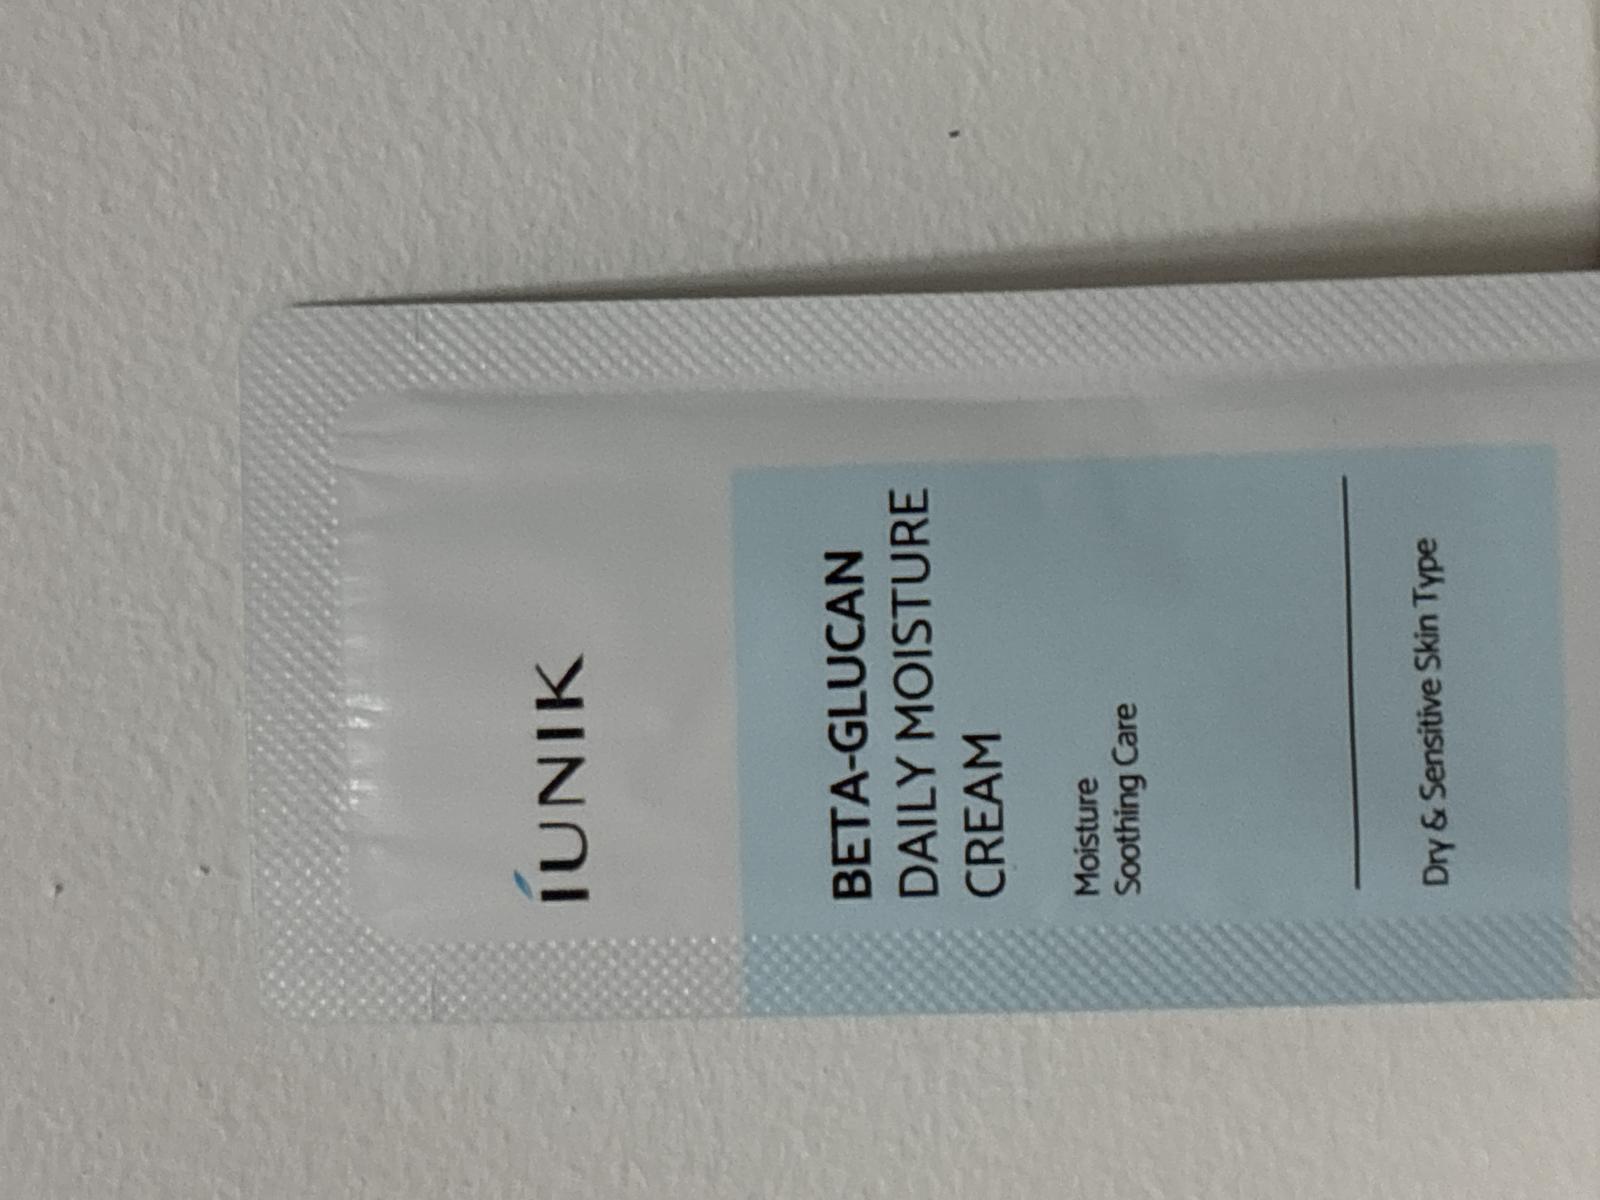 IUNIK
BETA-GLUCAN
DAILY MOISTURE
CREAM
Moisture
Soothing Care
Dry & Sensitive Skin Type